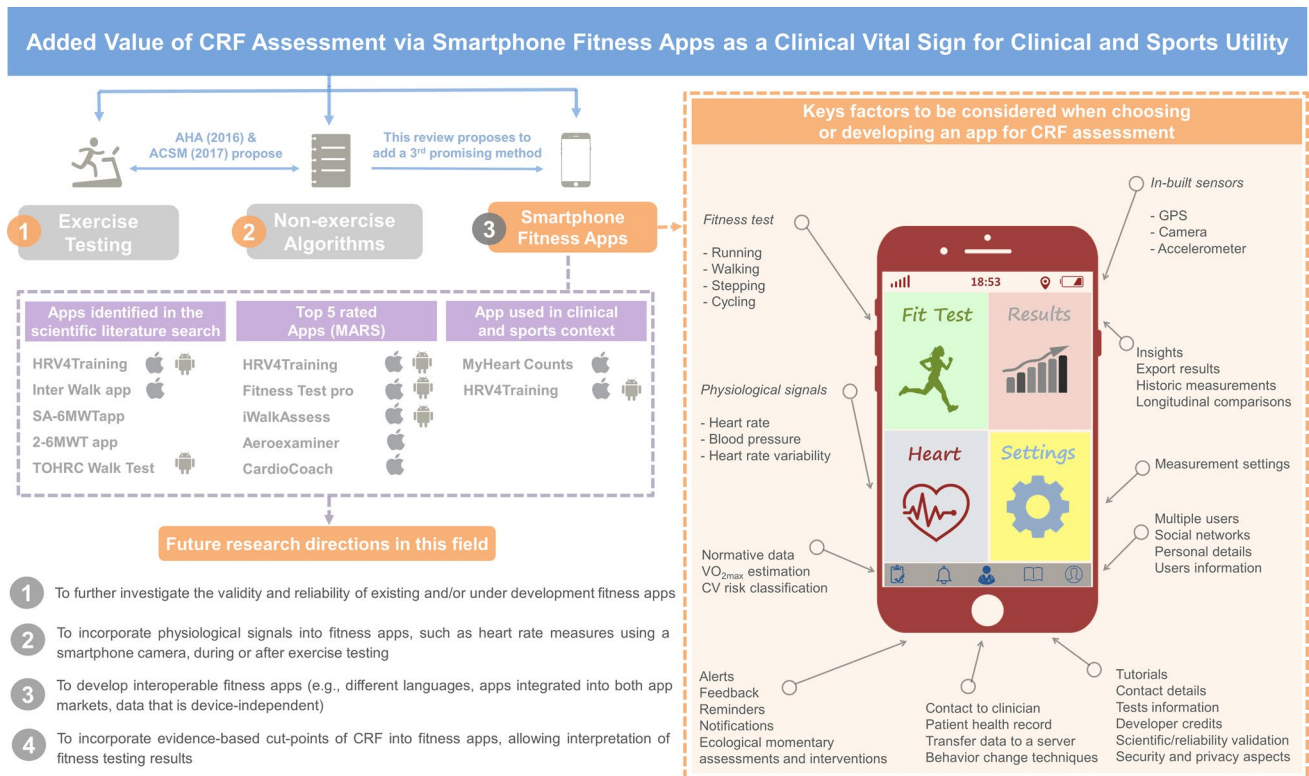 Added Value of CRF Assessment via Smartphone Fitness Apps as a Clinical Vital Sign for Clinical and Sports Utility
AHA (2016) &
ACSM (2017) propose
This review proposes to
add a 3rd promising method
1
Exercise
Testing
2
Non-exercise
Algorithms
3
Smartphone
Fitness Apps
Apps identified in the
scientific literature search
HRV4Training
Inter Walk app
SA-6MWTapp
2-6MWT app
TOHRC Walk Test
Top 5 rated
Apps (MARS)
HRV4Training
Fitness Test pro
iWalkAssess
Aeroexaminer
CardioCoach
App used in clinical
and sports context
MyHeart Counts
HRV4Training
Future research directions in this field
1
To further investigate the validity and reliability of existing and/or under development fitness apps
2
To incorporate physiological signals into fitness apps, such as heart rate measures using a
smartphone camera, during or after exercise testing
3
To develop interoperable fitness apps (e.g., different languages, apps integrated into both app
markets, data that is device-independent)
4
To incorporate evidence-based cut-points of CRF into fitness apps, allowing interpretation of
fitness testing results
Keys factors to be considered when choosing
or developing an app for CRF assessment
Fitness test
- Running
- Walking
- Stepping
- Cycling
Physiological signals
- Heart rate
- Blood pressure
- Heart rate variability
Normative data
VO2max estimation
CV risk classification
Alerts
Feedback
Reminders
Notifications
Ecological momentary
assessments and interventions
18:53
Fit Test
Results
Heart
Settings
Contact to clinician
Patient health record
Transfer data to a server
Behavior change techniques
In-built sensors
- GPS
- Camera
- Accelerometer
Insights
Export results
Historic measurements
Longitudinal comparisons
Measurement settings
Multiple users
Social networks
Personal details
Users information
Tutorials
Contact details
Tests information
Developer credits
Scientific/reliability validation
Security and privacy aspects